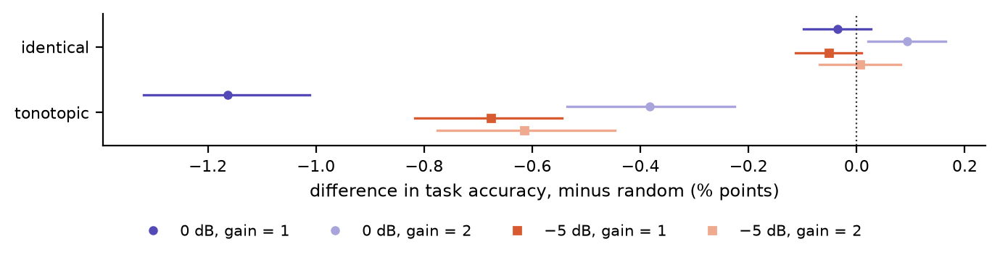 identical
tonotopic
−1.2 −1.0 −0.8 −0.6 −0.4 −0.2 0.0 0.2
difference in task accuracy, minus random (% points)
0 dB, gain = 1 0 dB, gain = 2 −5 dB, gain = 1 −5 dB, gain = 2